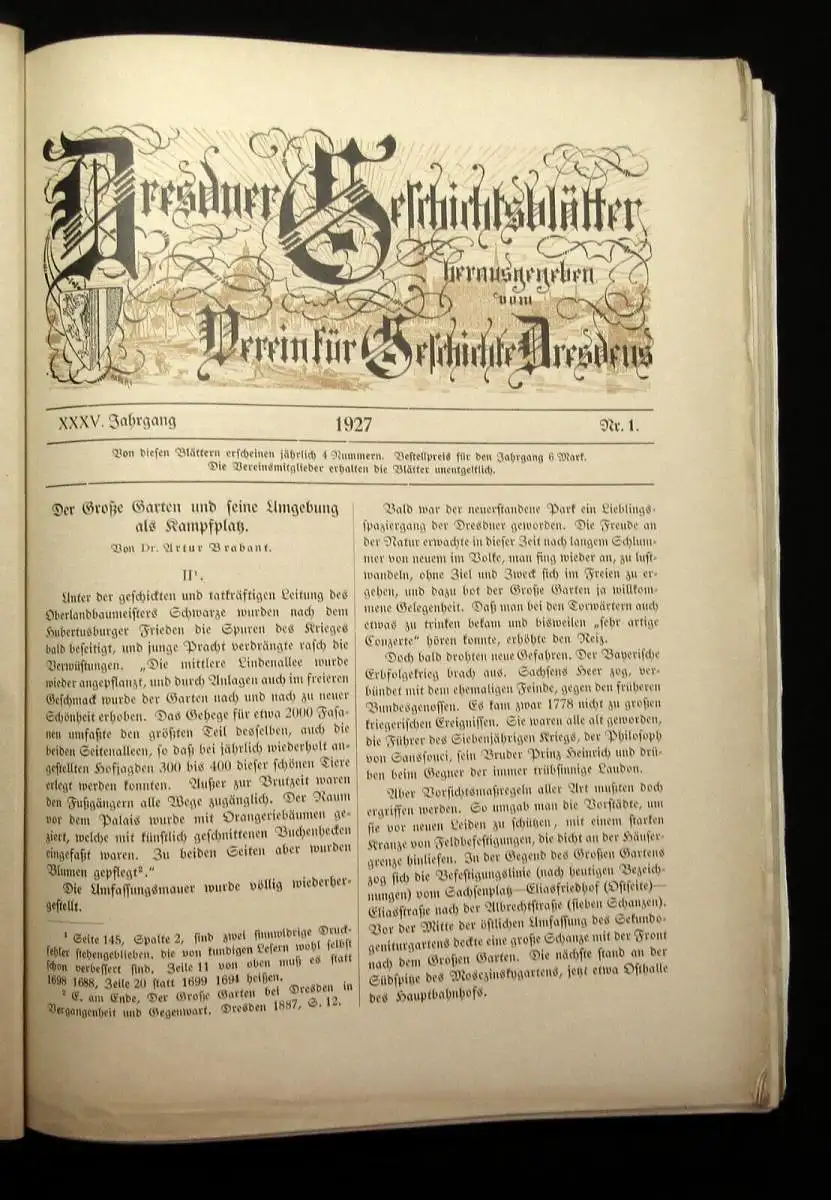 Dresdner Geschichtsblätter
herausgegeben
vom
Verein für Geschichte Dresdens
XXXV. Jahrgang 1927 Nr. 1.
Von diesen Blättern erscheinen jährlich 4 Nummern. Bestellpreis für den Jahrgang 6 Mark.
Die Vereinsmitglieder erhalten die Blätter unentgeltlich.
Der Große Garten und seine Umgebung
als Kampfplatz.
Von Dr. Artur Brabant.
II¹.
Unter der geschickten und tatkräftigen Leitung des
Oberlandbaumeisters Schwarze wurden nach dem
Hubertusburger Frieden die Spuren des Krieges
bald beseitigt, und junge Pracht verdrängte rasch die
Verwüstungen. „Die mittlere Lindenallee wurde
wieder angepflanzt, und durch Anlagen auch im freieren
Geschmack wurde der Garten nach und nach zu neuer
Schönheit erhoben. Das Gehege für etwa 2000 Fasa-
nen umfaßte den größten Teil desselben, auch die
beiden Seitenalleen, so daß bei jährlich wiederholt an-
gestellten Hofjagden 300 bis 400 dieser schönen Tiere
erlegt werden konnten. Außer zur Brutzeit waren
den Fußgängern alle Wege zugänglich. Der Raum
vor dem Palais wurde mit Orangeriebäumen ge-
ziert, welche mit künstlich geschnittenen Buchenhecken
eingefaßt waren. Zu beiden Seiten aber wurden
Blumen gepflegt²."
Die Umfassungsmauer wurde völlig wiederher-
gestellt.
¹ Seite 145, Spalte 2, sind zwei sinnwidrige Druck-
fehler stehengeblieben, die von kundigen Lesern wohl selbst
schon verbessert sind. Zeile 11 von oben muß es statt
1698 1688, Zeile 20 statt 1699 1694 heißen.
² E. am Ende, Der Große Garten bei Dresden in
Vergangenheit und Gegenwart. Dresden 1887, S. 12.
Bald war der neuerstandene Park ein Lieblings-
spaziergang der Dresdner geworden. Die Freude an
der Natur erwachte in dieser Zeit nach langem Schlum-
mer von neuem im Volke, man fing wieder an, zu lust-
wandeln, ohne Ziel und Zweck sich im Freien zu er-
gehen, und dazu bot der Große Garten ja willkom-
mene Gelegenheit. Daß man bei den Torwärtern auch
etwas zu trinken bekam und bisweilen „sehr artige
Conzerte" hören konnte, erhöhte den Reiz.
Doch bald drohten neue Gefahren. Der Bayerische
Erbfolgekrieg brach aus. Sachsens Heer zog, ver-
bündet mit dem ehemaligen Feinde, gegen den früheren
Bundesgenossen. Es kam zwar 1778 nicht zu großen
kriegerischen Ereignissen. Sie waren alle alt geworden,
die Führer des Siebenjährigen Kriegs, der Philosoph
von Sanssouci, sein Bruder Prinz Heinrich und drü-
ben beim Gegner der immer trübsinnige Laudon.
Aber Vorsichtsmaßregeln aller Art mußten doch
ergriffen werden. So umgab man die Vorstädte, um
sie vor neuen Leiden zu schützen, mit einem starken
Kranze von Feldbefestigungen, die dicht an der Häuser-
grenze hinliefen. In der Gegend des Großen Gartens
zog sich die Befestigungslinie (nach heutigen Bezeich-
nungen) vom Sachsenplatz—Eliasfriedhof (Ostseite)—
Eliasstraße nach der Albrechtstraße (sieben Schanzen).
Vor der Mitte der östlichen Umfassung des Sekundo-
geniturgartens deckte eine große Schanze mit der Front
nach dem Großen Garten. Die nächste stand an der
Südspitze des Moszinskygartens, jetzt etwa Osthalle
des Hauptbahnhofs.